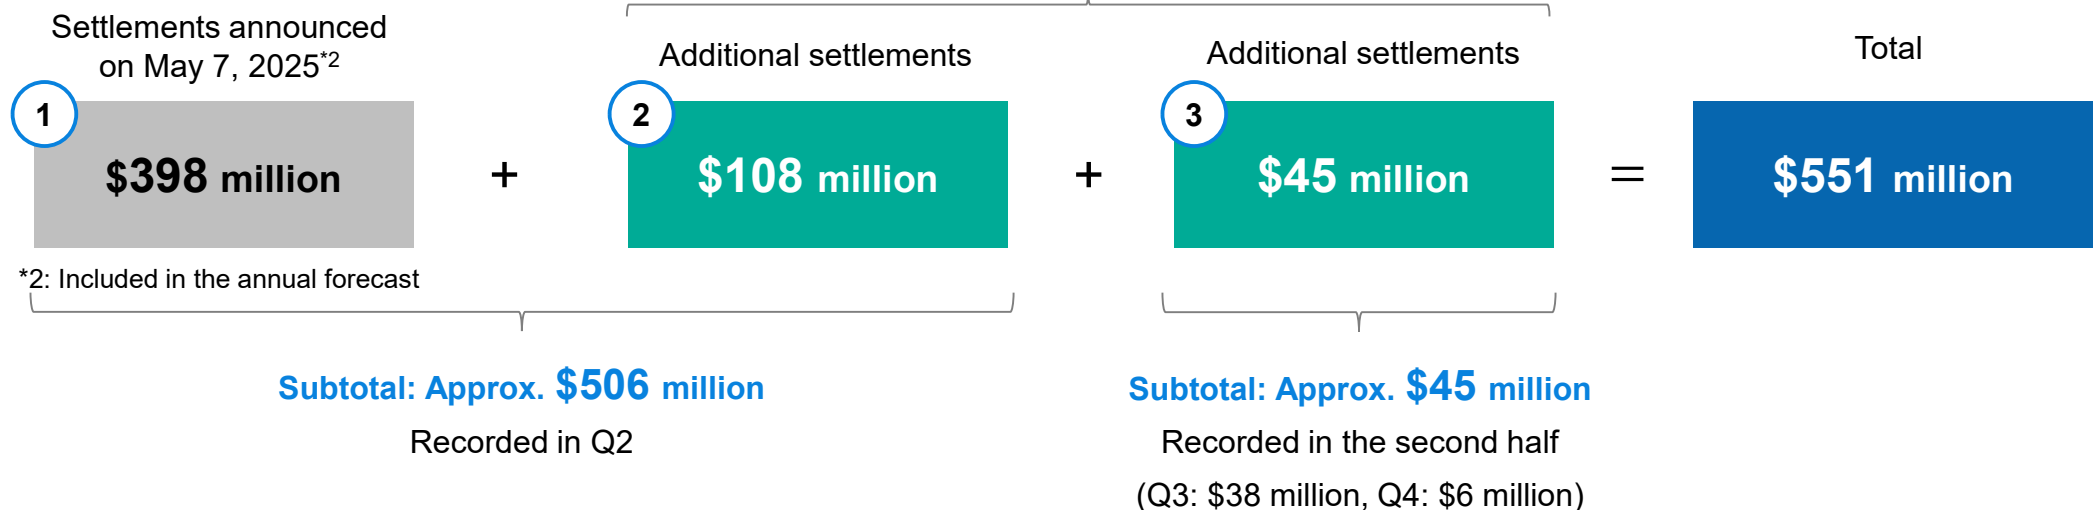 Settlements announced
on May 7, 2025*2
Additional settlements
Additional settlements
Total
1
$398 million
+
2
$108 million
+
3
$45 million
=
$551 million
*2: Included in the annual forecast
Subtotal: Approx. $506 million
Recorded in Q2
Subtotal: Approx. $45 million
Recorded in the second half
(Q3: $38 million, Q4: $6 million)